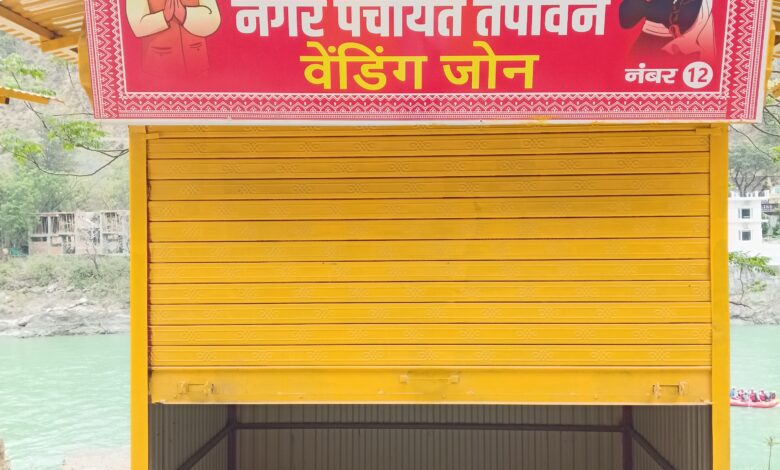 नगर पंचायत तपोवन
वेंडिंग जोन
नंबर 12